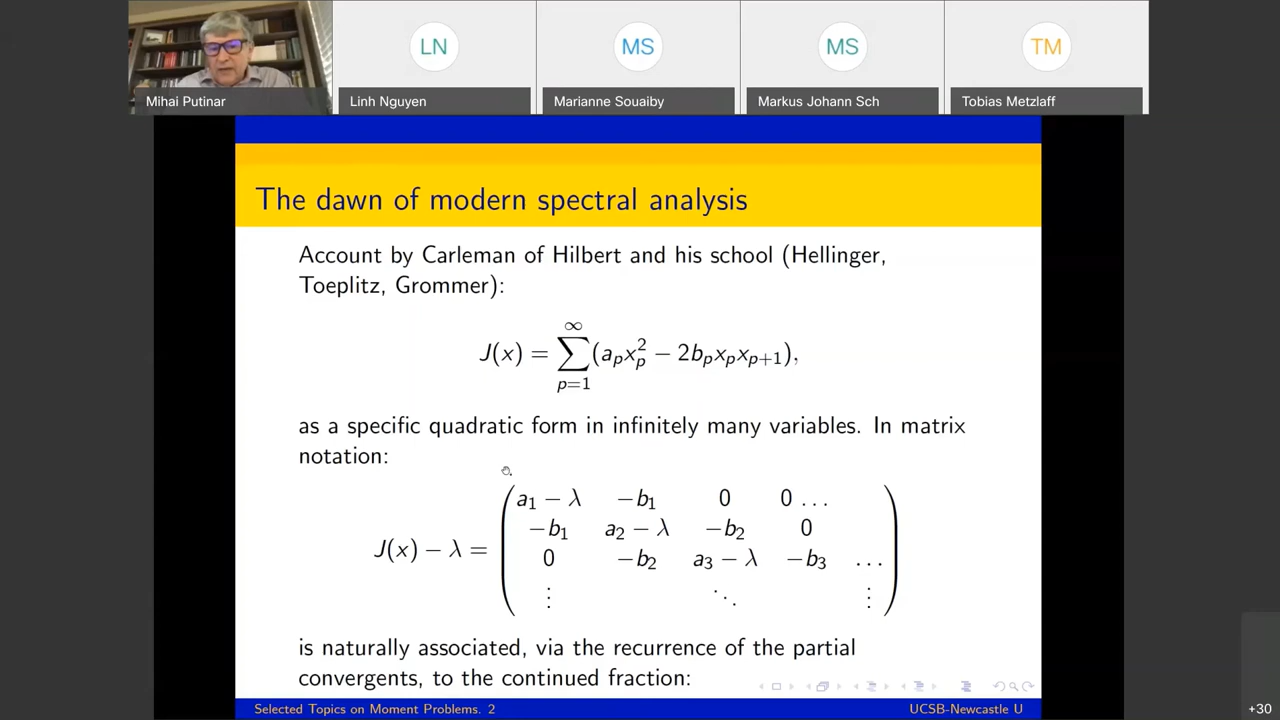 LN
MS
MS
TM
Mihai Putinar
Linh Nguyen
Marianne Souaiby
Markus Johann Sch
Tobias Metzlaff
The dawn of modern spectral analysis
Account by Carleman of Hilbert and his school (Hellinger,
Toeplitz, Grommer):
J(x) = ∑_{p=1}^{∞} (a_p x_p^2 − 2b_p x_p x_{p+1}),
as a specific quadratic form in infinitely many variables. In matrix
notation:
a_1 − λ −b_1 0 0 …
−b_1 a_2 − λ −b_2 0
J(x) − λ =
0 −b_2 a_3 − λ −b_3 …
⋮ ⋱ ⋮
is naturally associated, via the recurrence of the partial
convergents, to the continued fraction:
Selected Topics on Moment Problems. 2
UCSB-Newcastle U
+30